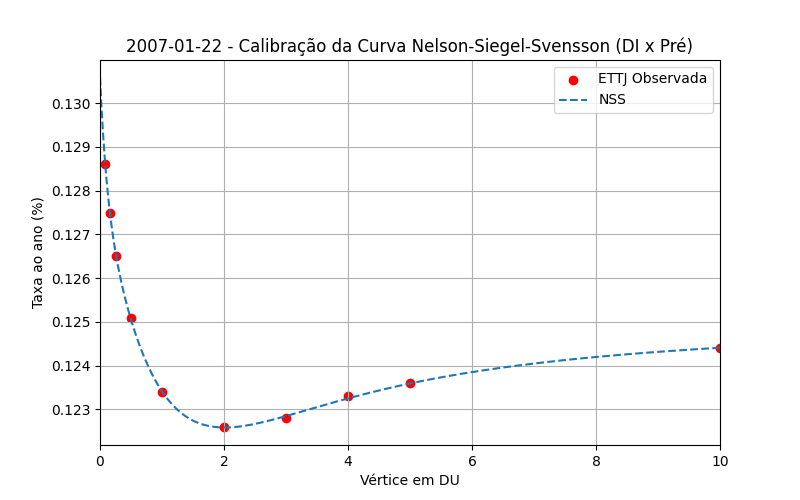 2007-01-22 - Calibração da Curva Nelson-Siegel-Svensson (DI x Pré)
ETTJ Observada
NSS
Taxa ao ano (%)
0.130
0.129
0.128
0.127
0.126
0.125
0.124
0.123
0 2 4 6 8 10
Vértice em DU